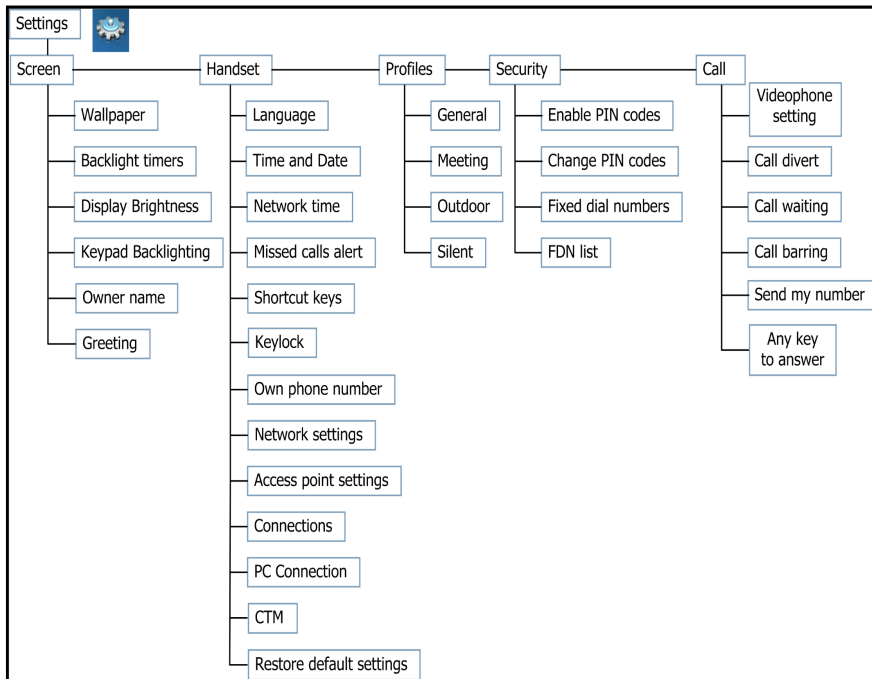 Settings
Screen
Handset
Profiles
Security
Call
Wallpaper
Backlight timers
Display Brightness
Keypad Backlighting
Owner name
Greeting
Language
Time and Date
Network time
Missed calls alert
Shortcut keys
Keylock
Own phone number
Network settings
Access point settings
Connections
PC Connection
CTM
Restore default settings
General
Meeting
Outdoor
Silent
Enable PIN codes
Change PIN codes
Fixed dial numbers
FDN list
Videophone
setting
Call divert
Call waiting
Call barring
Send my number
Any key
to answer